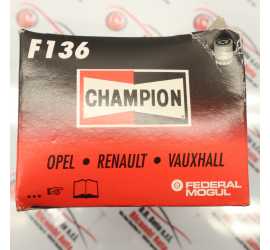 F136
CHAMPION
OPEL • RENAULT • VAUXHALL
FEDERAL
MOGUL